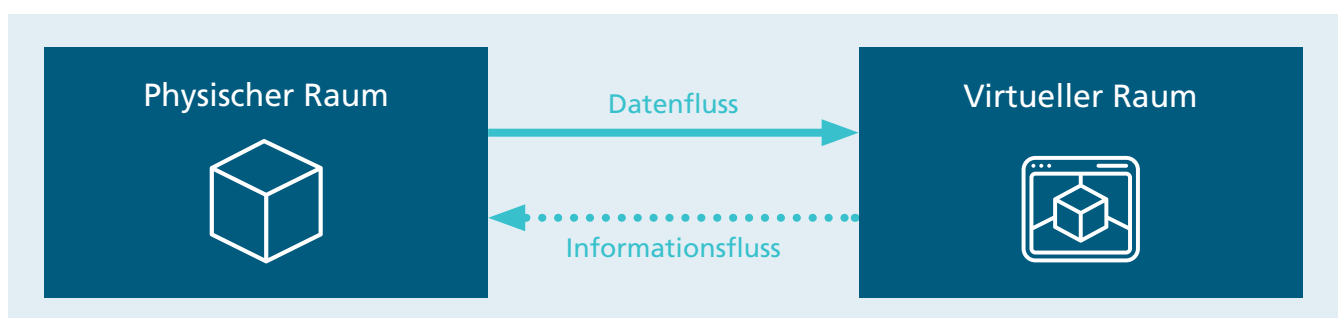 Physischer Raum
Datenfluss
Virtueller Raum
Informationsfluss